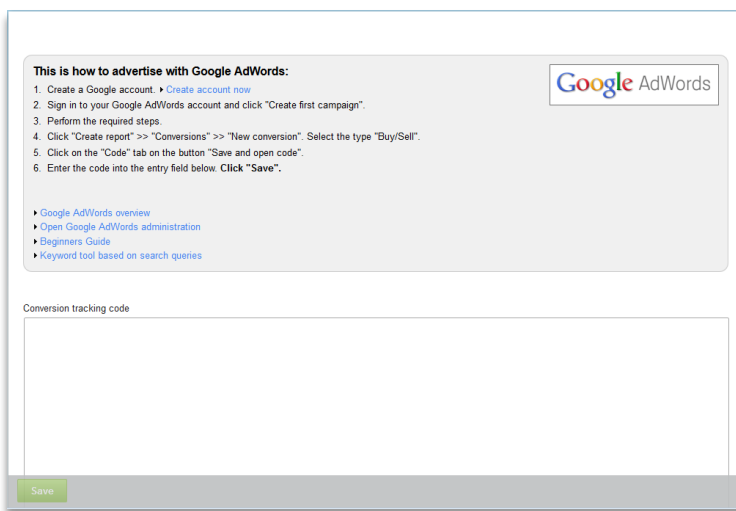 This is how to advertise with Google AdWords:
Google AdWords
1. Create a Google account. Create account now
2. Sign in to your Google AdWords account and click "Create first campaign".
3. Perform the required steps.
4. Click "Create report" >> "Conversions" >> "New conversion". Select the type "Buy/Sell".
5. Click on the "Code" tab on the button "Save and open code".
6. Enter the code into the entry field below. Click "Save".
Google AdWords overview
Open Google AdWords administration
Beginners Guide
Keyword tool based on search queries
Conversion tracking code
Save